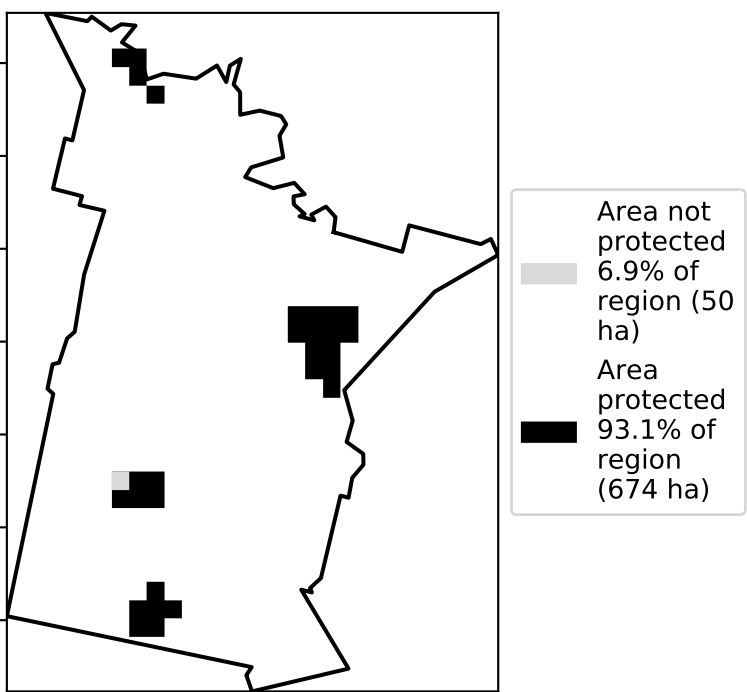 Area not
protected
6.9% of
region (50
ha)
Area
protected
93.1% of
region
(674 ha)